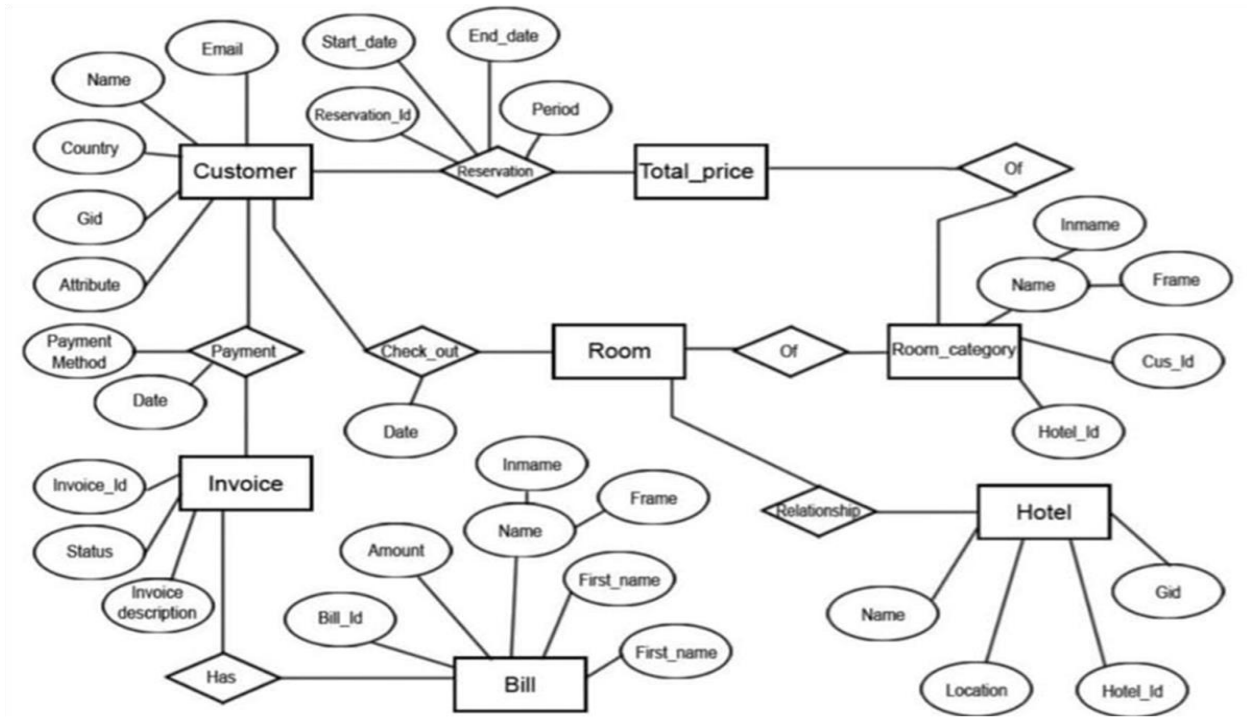 End_date
Start_date
Email
Name
Period
Reservation_Id
Country
Customer
Reservation
Total_price
Of
Gid
Inmame
Attribute
Name
Frame
Payment
Method
Payment
Check_out
Room
Of
Room_category
Cus_Id
Date
Date
Hotel_Id
Inmame
Invoice_Id
Invoice
Frame
Relationship
Hotel
Name
Status
Amount
First_name
Gid
Invoice
description
Bill_Id
Name
First_name
Has
Bill
Location
Hotel_Id